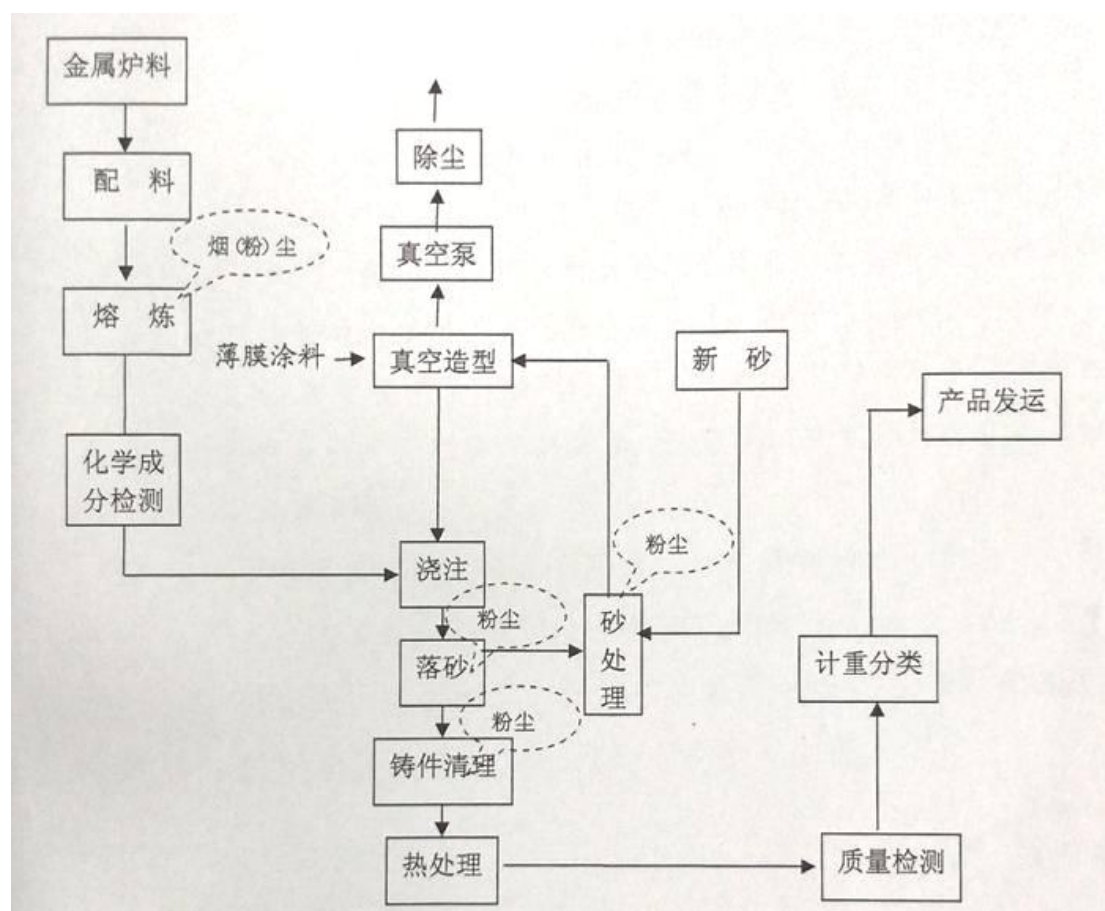 金属炉料
配 料
烟(粉)尘
熔 炼
化学成
分检测
除尘
真空泵
薄膜涂料
真空造型
新 砂
产品发运
浇注
粉尘
落砂
粉尘
砂
处
理
粉尘
铸件清理
热处理
计重分类
质量检测